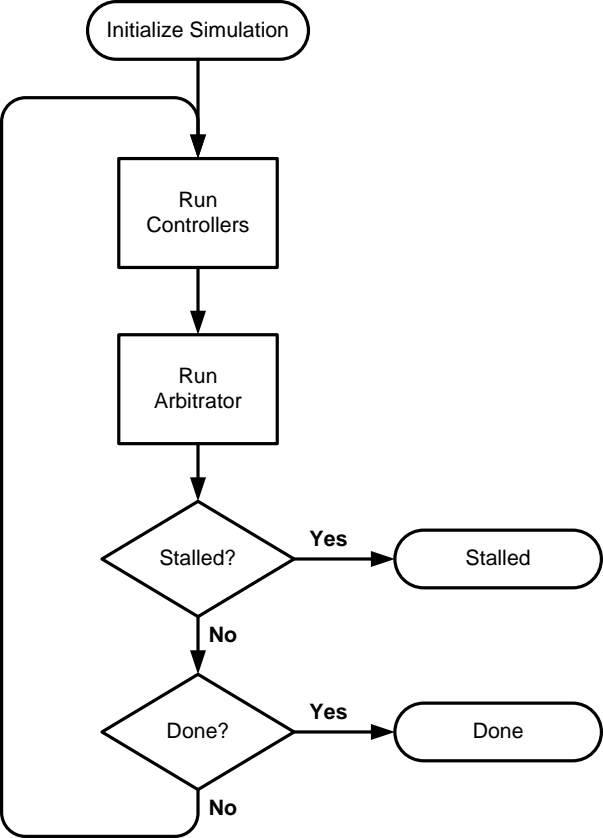 Initialize Simulation
Run
Controllers
Run
Arbitrator
Stalled?
Yes
Stalled
No
Done?
Yes
Done
No